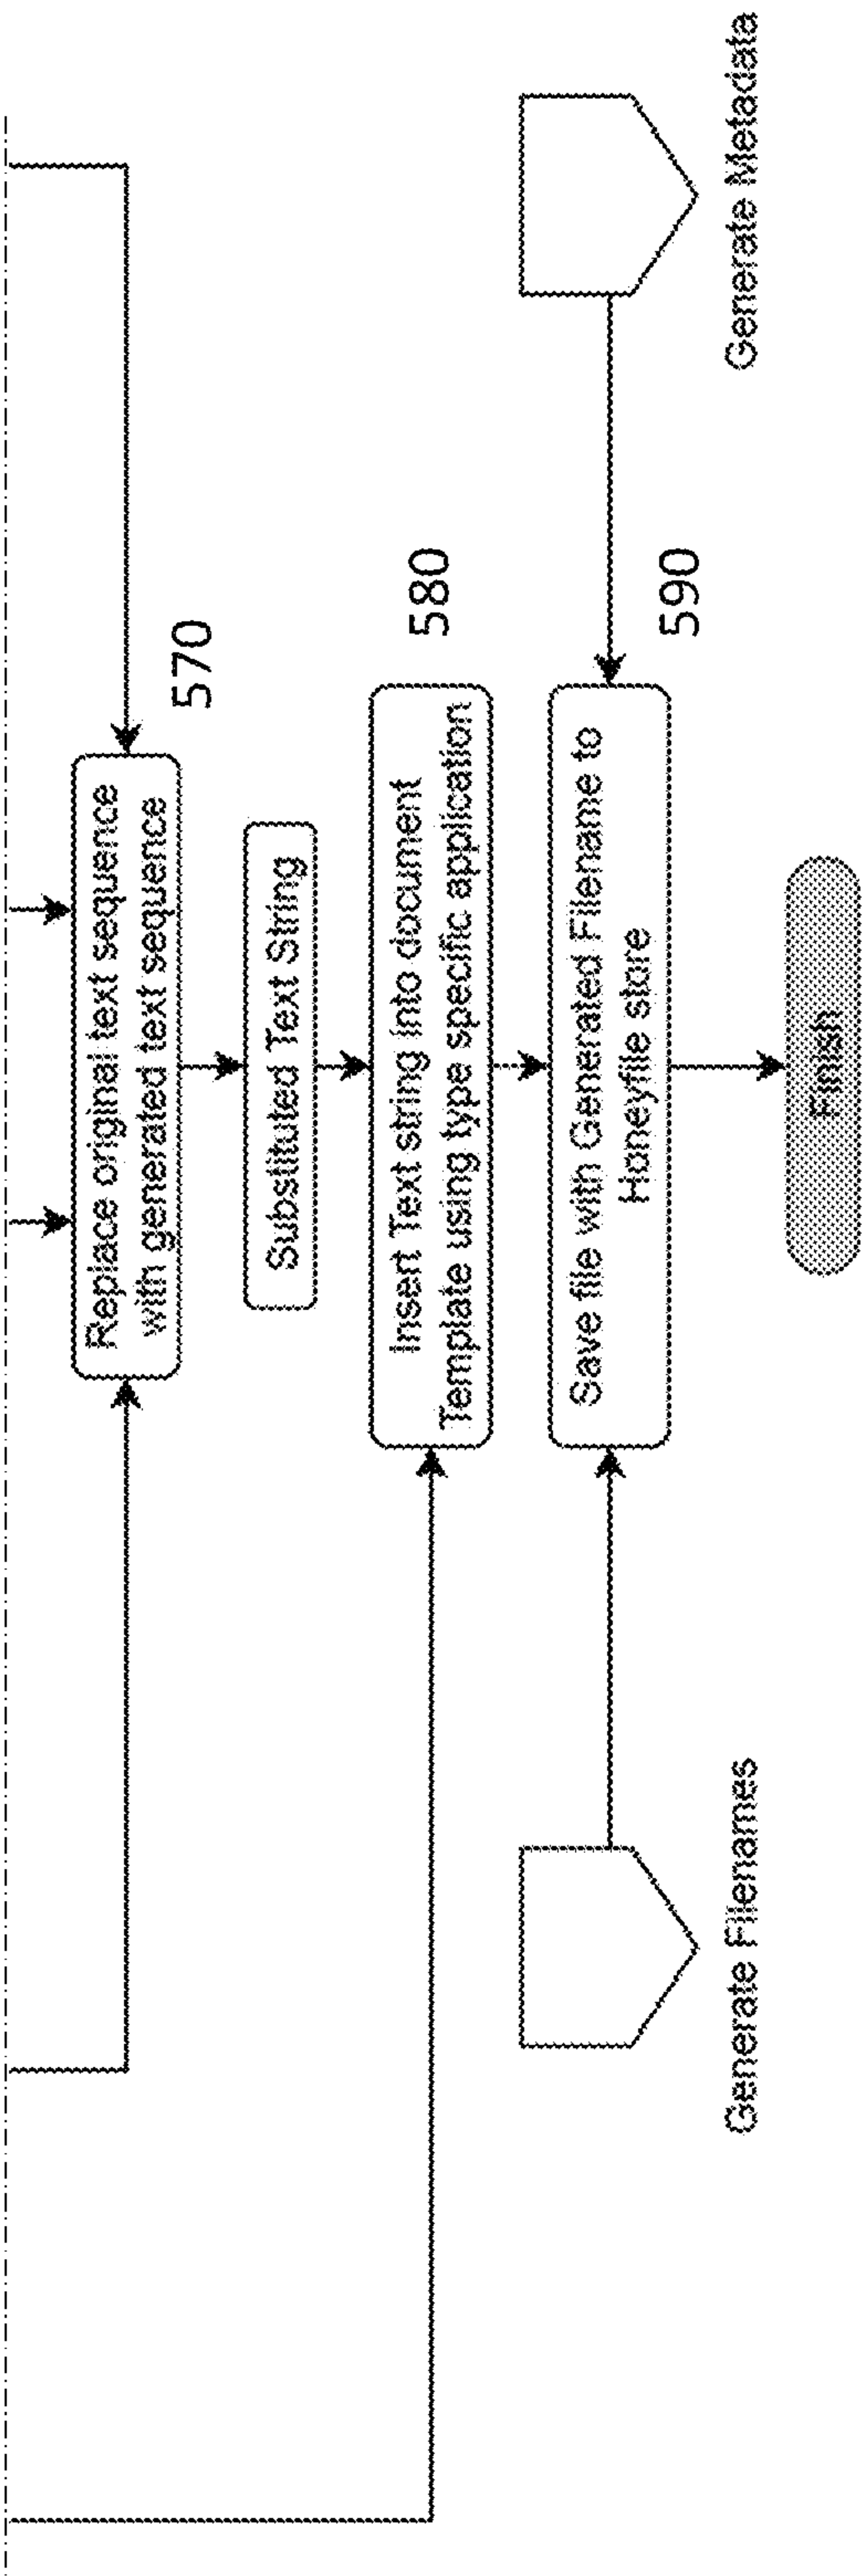 Replace original text sequence
with generated text sequence
570
Substituted Text String
Insert Text string into document
Template using type specific application
580
Save file with Generated Filename to
Honeyfile store
590
Generate Filenames
Generate Metadata
Finish